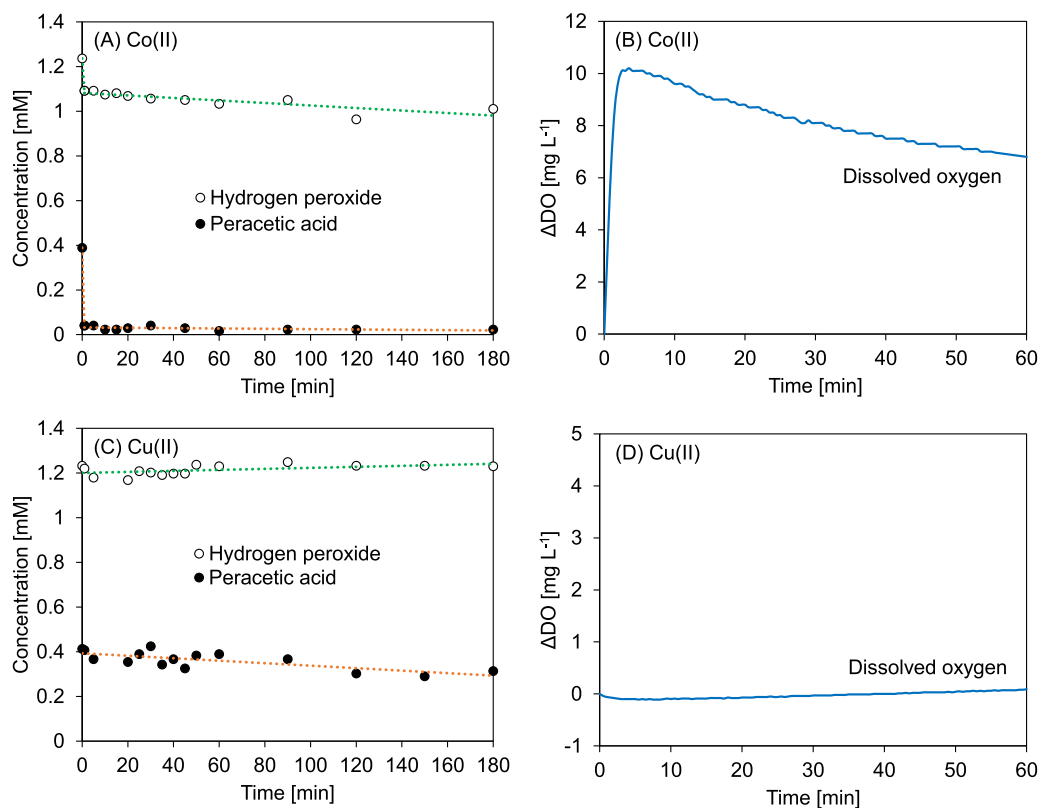 (A) Co(II)
Concentration [mM]
1.4
1.2
1
0.8
0.6
0.4
0.2
0
Hydrogen peroxide
Peracetic acid
0 20 40 60 80 100 120 140 160 180
Time [min]
(B) Co(II)
ΔDO [mg L⁻¹]
12
10
8
6
4
2
0
Dissolved oxygen
0 10 20 30 40 50 60
Time [min]
(C) Cu(II)
Concentration [mM]
1.4
1.2
1
0.8
0.6
0.4
0.2
0
Hydrogen peroxide
Peracetic acid
0 20 40 60 80 100 120 140 160 180
Time [min]
(D) Cu(II)
ΔDO [mg L⁻¹]
5
4
3
2
1
0
-1
Dissolved oxygen
0 10 20 30 40 50 60
Time [min]